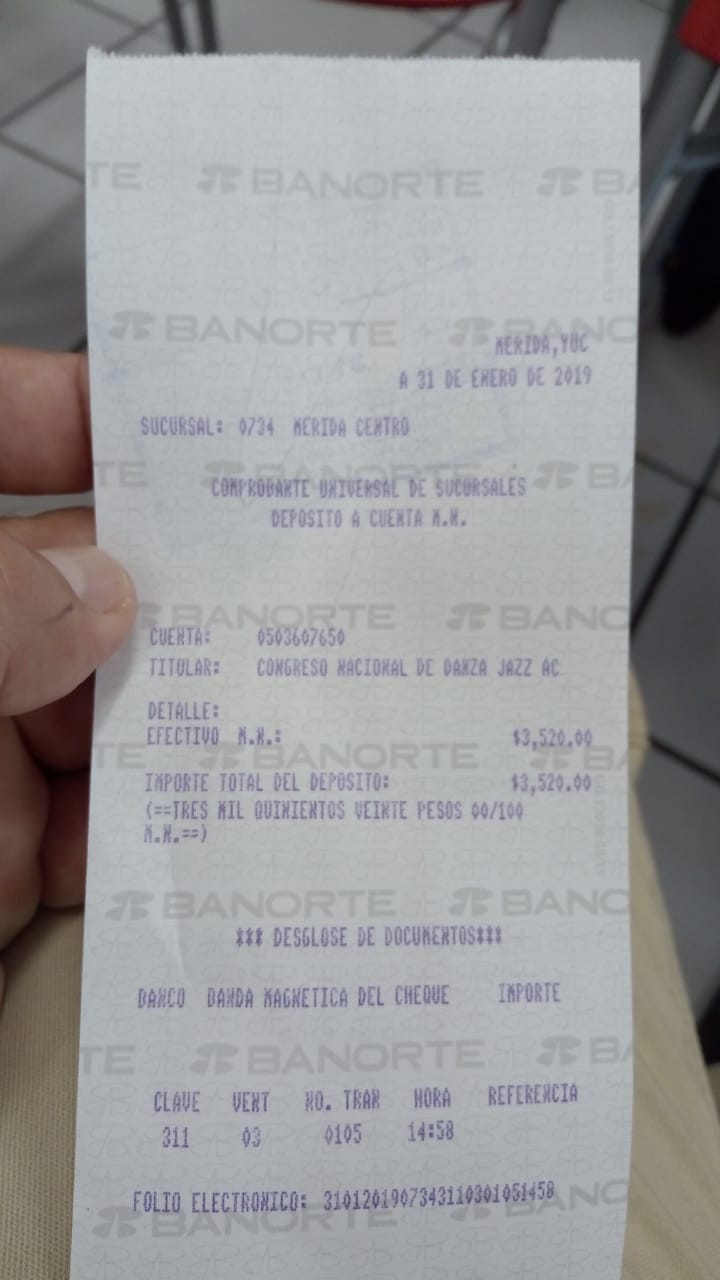 BANORTE
MERIDA,YUC
A 31 DE ENERO DE 2019
SUCURSAL: 0734 MERIDA CENTRO
COMPROBANTE UNIVERSAL DE SUCURSALES
DEPOSITO A CUENTA M.N.
CUENTA: 0503607650
TITULAR: CONGRESO NACIONAL DE DANZA JAZZ AC
DETALLE:
EFECTIVO M.N.: $3,520.00
IMPORTE TOTAL DEL DEPOSITO: $3,520.00
(==TRES MIL QUINIENTOS VEINTE PESOS 00/100
M.N.==)
*** DESGLOSE DE DOCUMENTOS***
BANCO BANDA MAGNETICA DEL CHEQUE IMPORTE
CLAVE VENT NO. TRAN HORA REFERENCIA
311 03 0105 14:58
FOLIO ELECTRONICO: 3101201907343110301051458